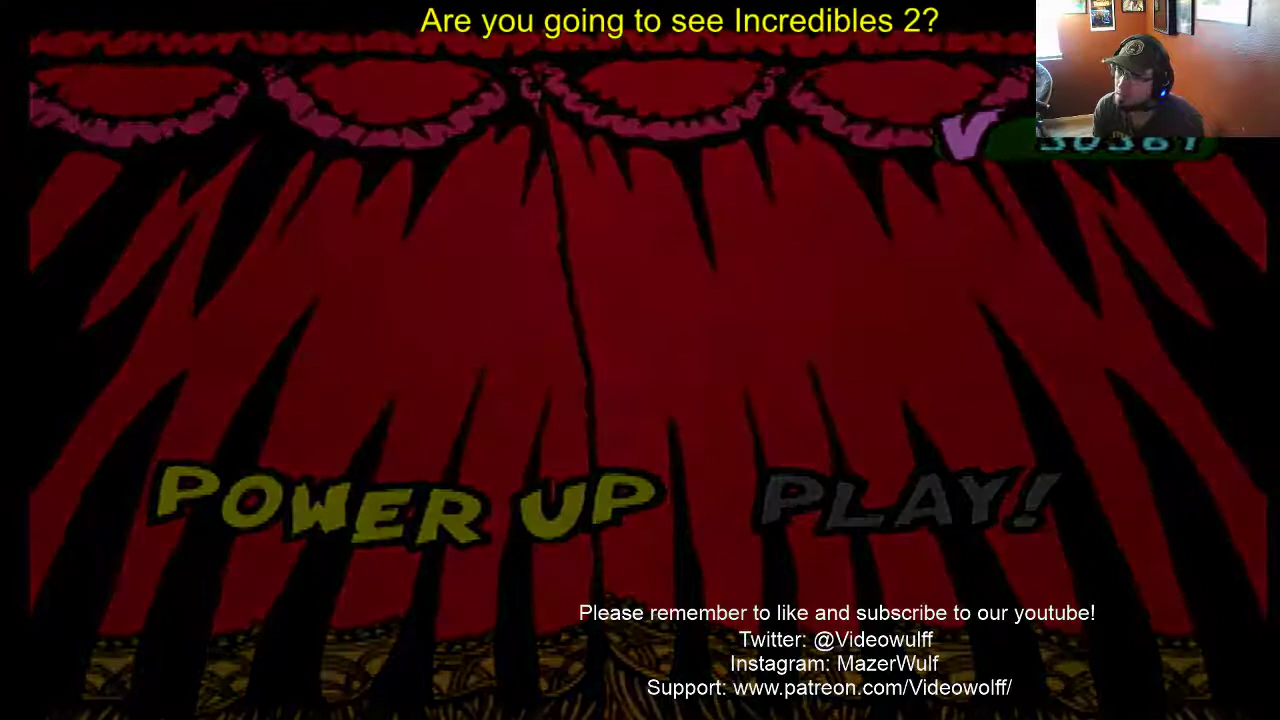 Are you going to see Incredibles 2?
POWER UP PLAY!
Please remember to like and subscribe to our youtube!
Twitter: @Videowulff
Instagram: MazerWulf
Support: www.patreon.com/Videowolff/